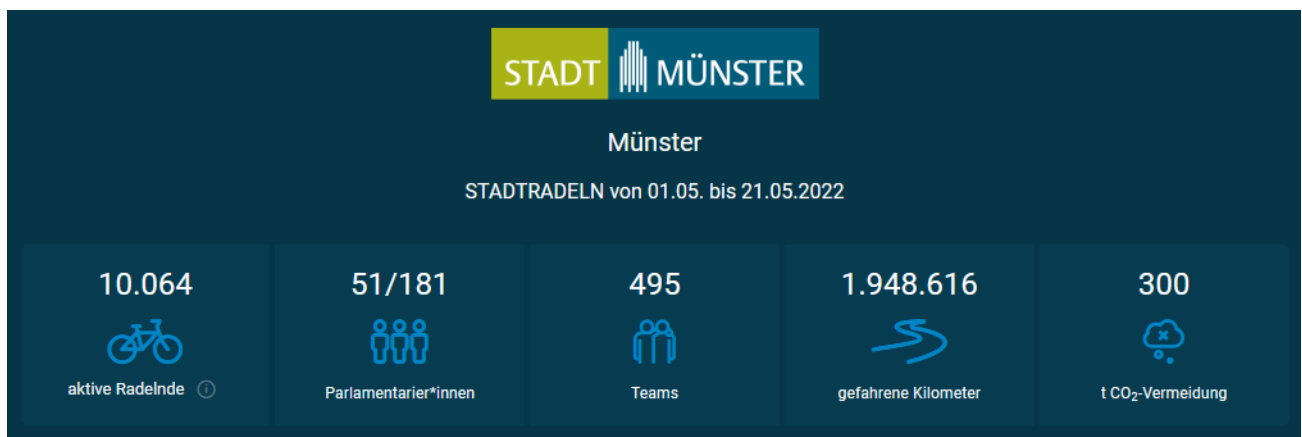 STADT MÜNSTER
Münster
STADTRADELN von 01.05. bis 21.05.2022
10.064
51/181
495
1.948.616
300
aktive Radelnde
Parlamentarier*innen
Teams
gefahrene Kilometer
t CO₂-Vermeidung